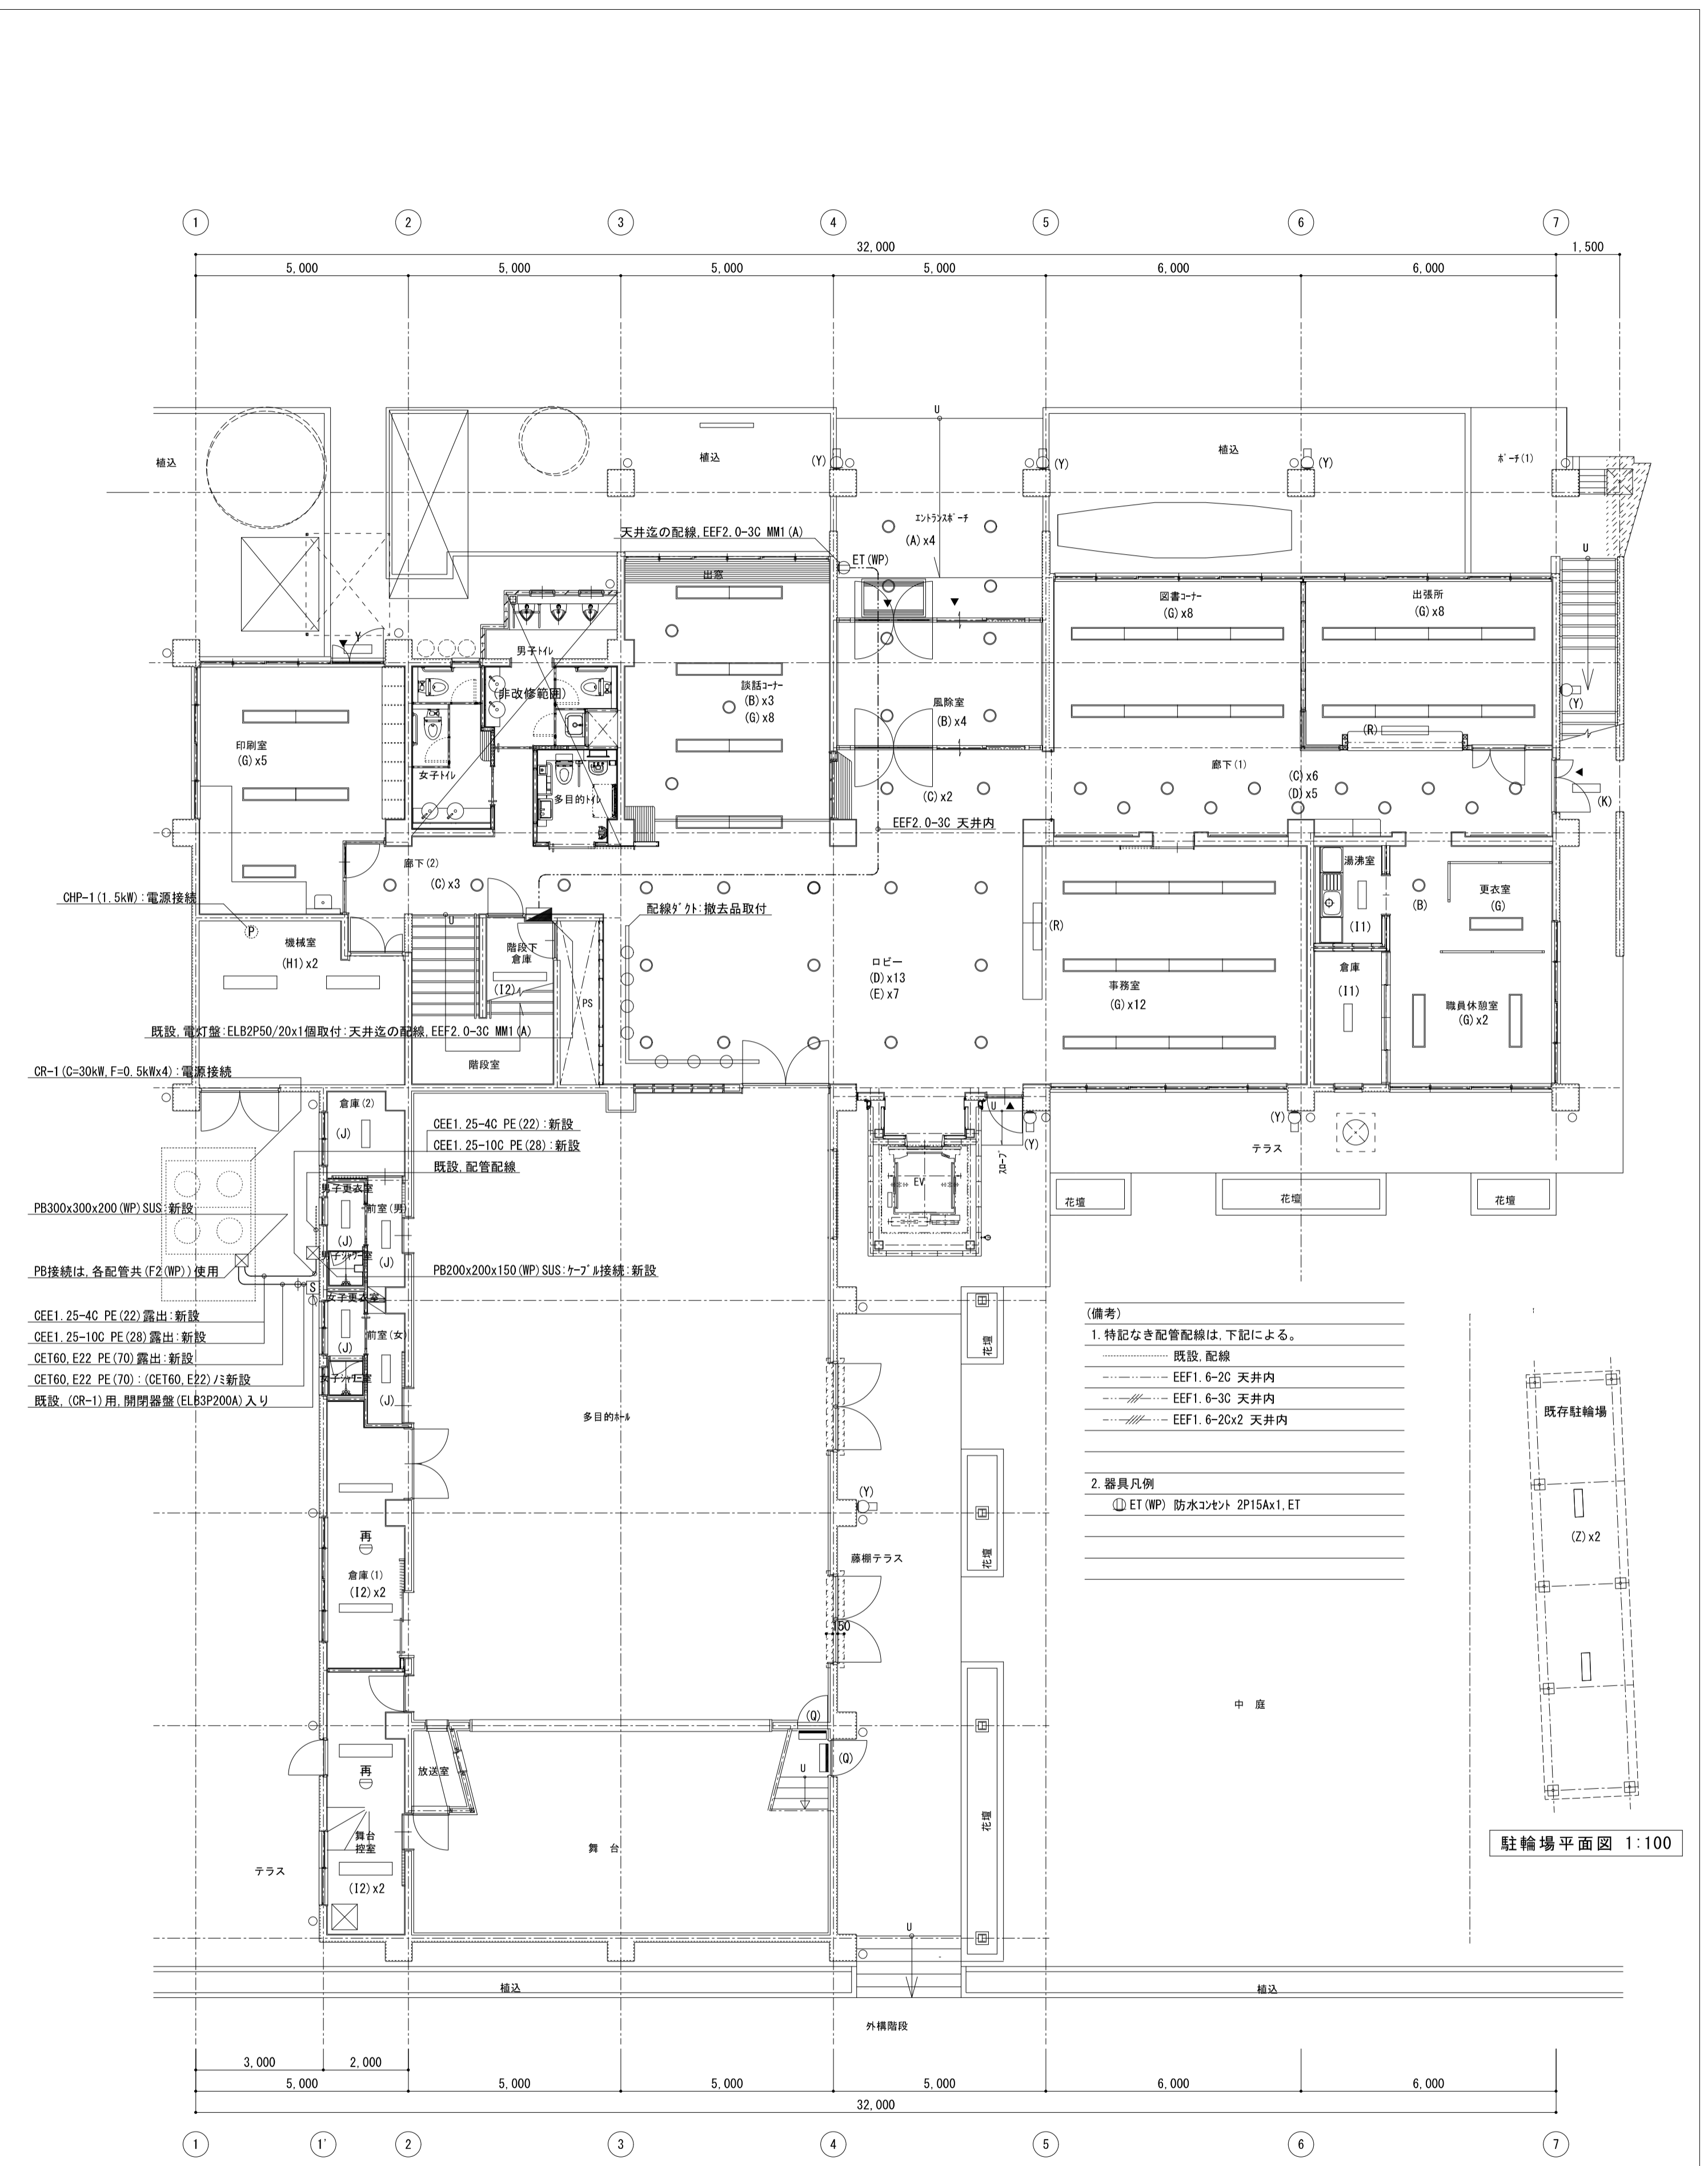 1 2 3 4 5 6 7
32,000 1,500
5,000 5,000 5,000 5,000 6,000 6,000
U
植込
植込
(Y)
(Y)
植込
(Y)
ﾎﾟｰﾁ(1)
エントランスポーチ
(A)x4
天井迄の配線,EEF2.0-3C MM1(A)
ET(WP)
U
出窓
図書コーナー
(G)x8
出張所
(G)x8
Y
男子トイレ
(非改修範囲)
談話コーナー
(B)x3
(G)x8
風除室
(B)x4
(Y)
(R)
印刷室
(G)x5
女子トイレ
多目的トイレ
廊下(1)
(C)x6
(D)x5
(C)x2
(K)
EEF2.0-3C 天井内
廊下(2)
(C)x3
湯沸室
(I1)
(B)
更衣室
(G)
CHP-1(1.5kW):電源接続
P
U
配線ダクト:撤去品取付
(R)
機械室
(H1)x2
階段下
倉庫
(I2)
PS
ロビー
(D)x13
(E)x7
事務室
(G)x12
倉庫
(I1)
職員休憩室
(G)x2
既設,電灯盤:ELB2P50/20x1個取付:天井迄の配線,EEF2.0-3C MM1(A)
階段室
CR-1(C=30kW,F=0.5kWx4):電源接続
倉庫(2)
(J)
CEE1.25-4C PE(22):新設
CEE1.25-10C PE(28):新設
既設,配管配線
U
(Y)
(Y)
スロープ
テラス
EV
花壇
花壇
花壇
男子更衣室
前室(男)
(J)
(J)
男子シャワー室
PB300x300x200(WP)SUS:新設
PB接続は,各配管共(F2(WP))使用
PB200x200x150(WP)SUS:ケーブル接続:新設
S
女子更衣室
前室(女)
(J)
(J)
女子シャワー室
CEE1.25-4C PE(22)露出:新設
CEE1.25-10C PE(28)露出:新設
CET60,E22 PE(70)露出:新設
CET60,E22 PE(70):(CET60,E22)ﾉﾐ新設
既設,(CR-1)用,開閉器盤(ELB3P200A)入り
(備考)
1.特記なき配管配線は,下記による。
既設,配線
EEF1.6-2C 天井内
EEF1.6-3C 天井内
EEF1.6-2Cx2 天井内
2.器具凡例
ET(WP) 防水コンセント 2P15Ax1,ET
花壇
多目的ホール
既存駐輪場
(Z)x2
再
倉庫(1)
(I2)x2
(Y)
藤棚テラス
花壇
150
中 庭
(Q)
(Q)
U
再
放送室
舞台
控室
(I2)x2
舞 台
花壇
テラス
駐輪場平面図 1:100
U
植込
植込
外構階段
3,000 2,000
5,000 5,000 5,000 5,000 6,000 6,000
32,000
1 1' 2 3 4 5 6 7